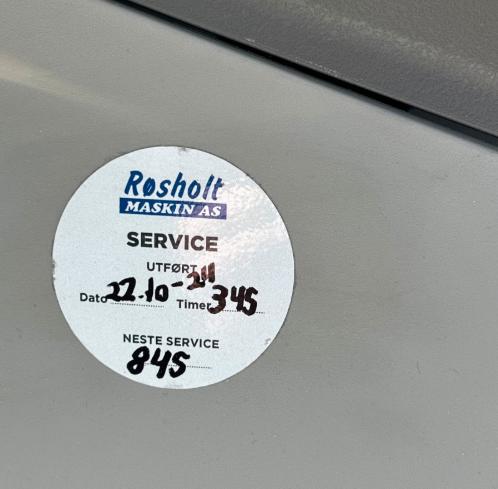 Røsholt
MASKIN AS
SERVICE
UTFØRT
Dato 22.10-24 Timer 345
NESTE SERVICE
845